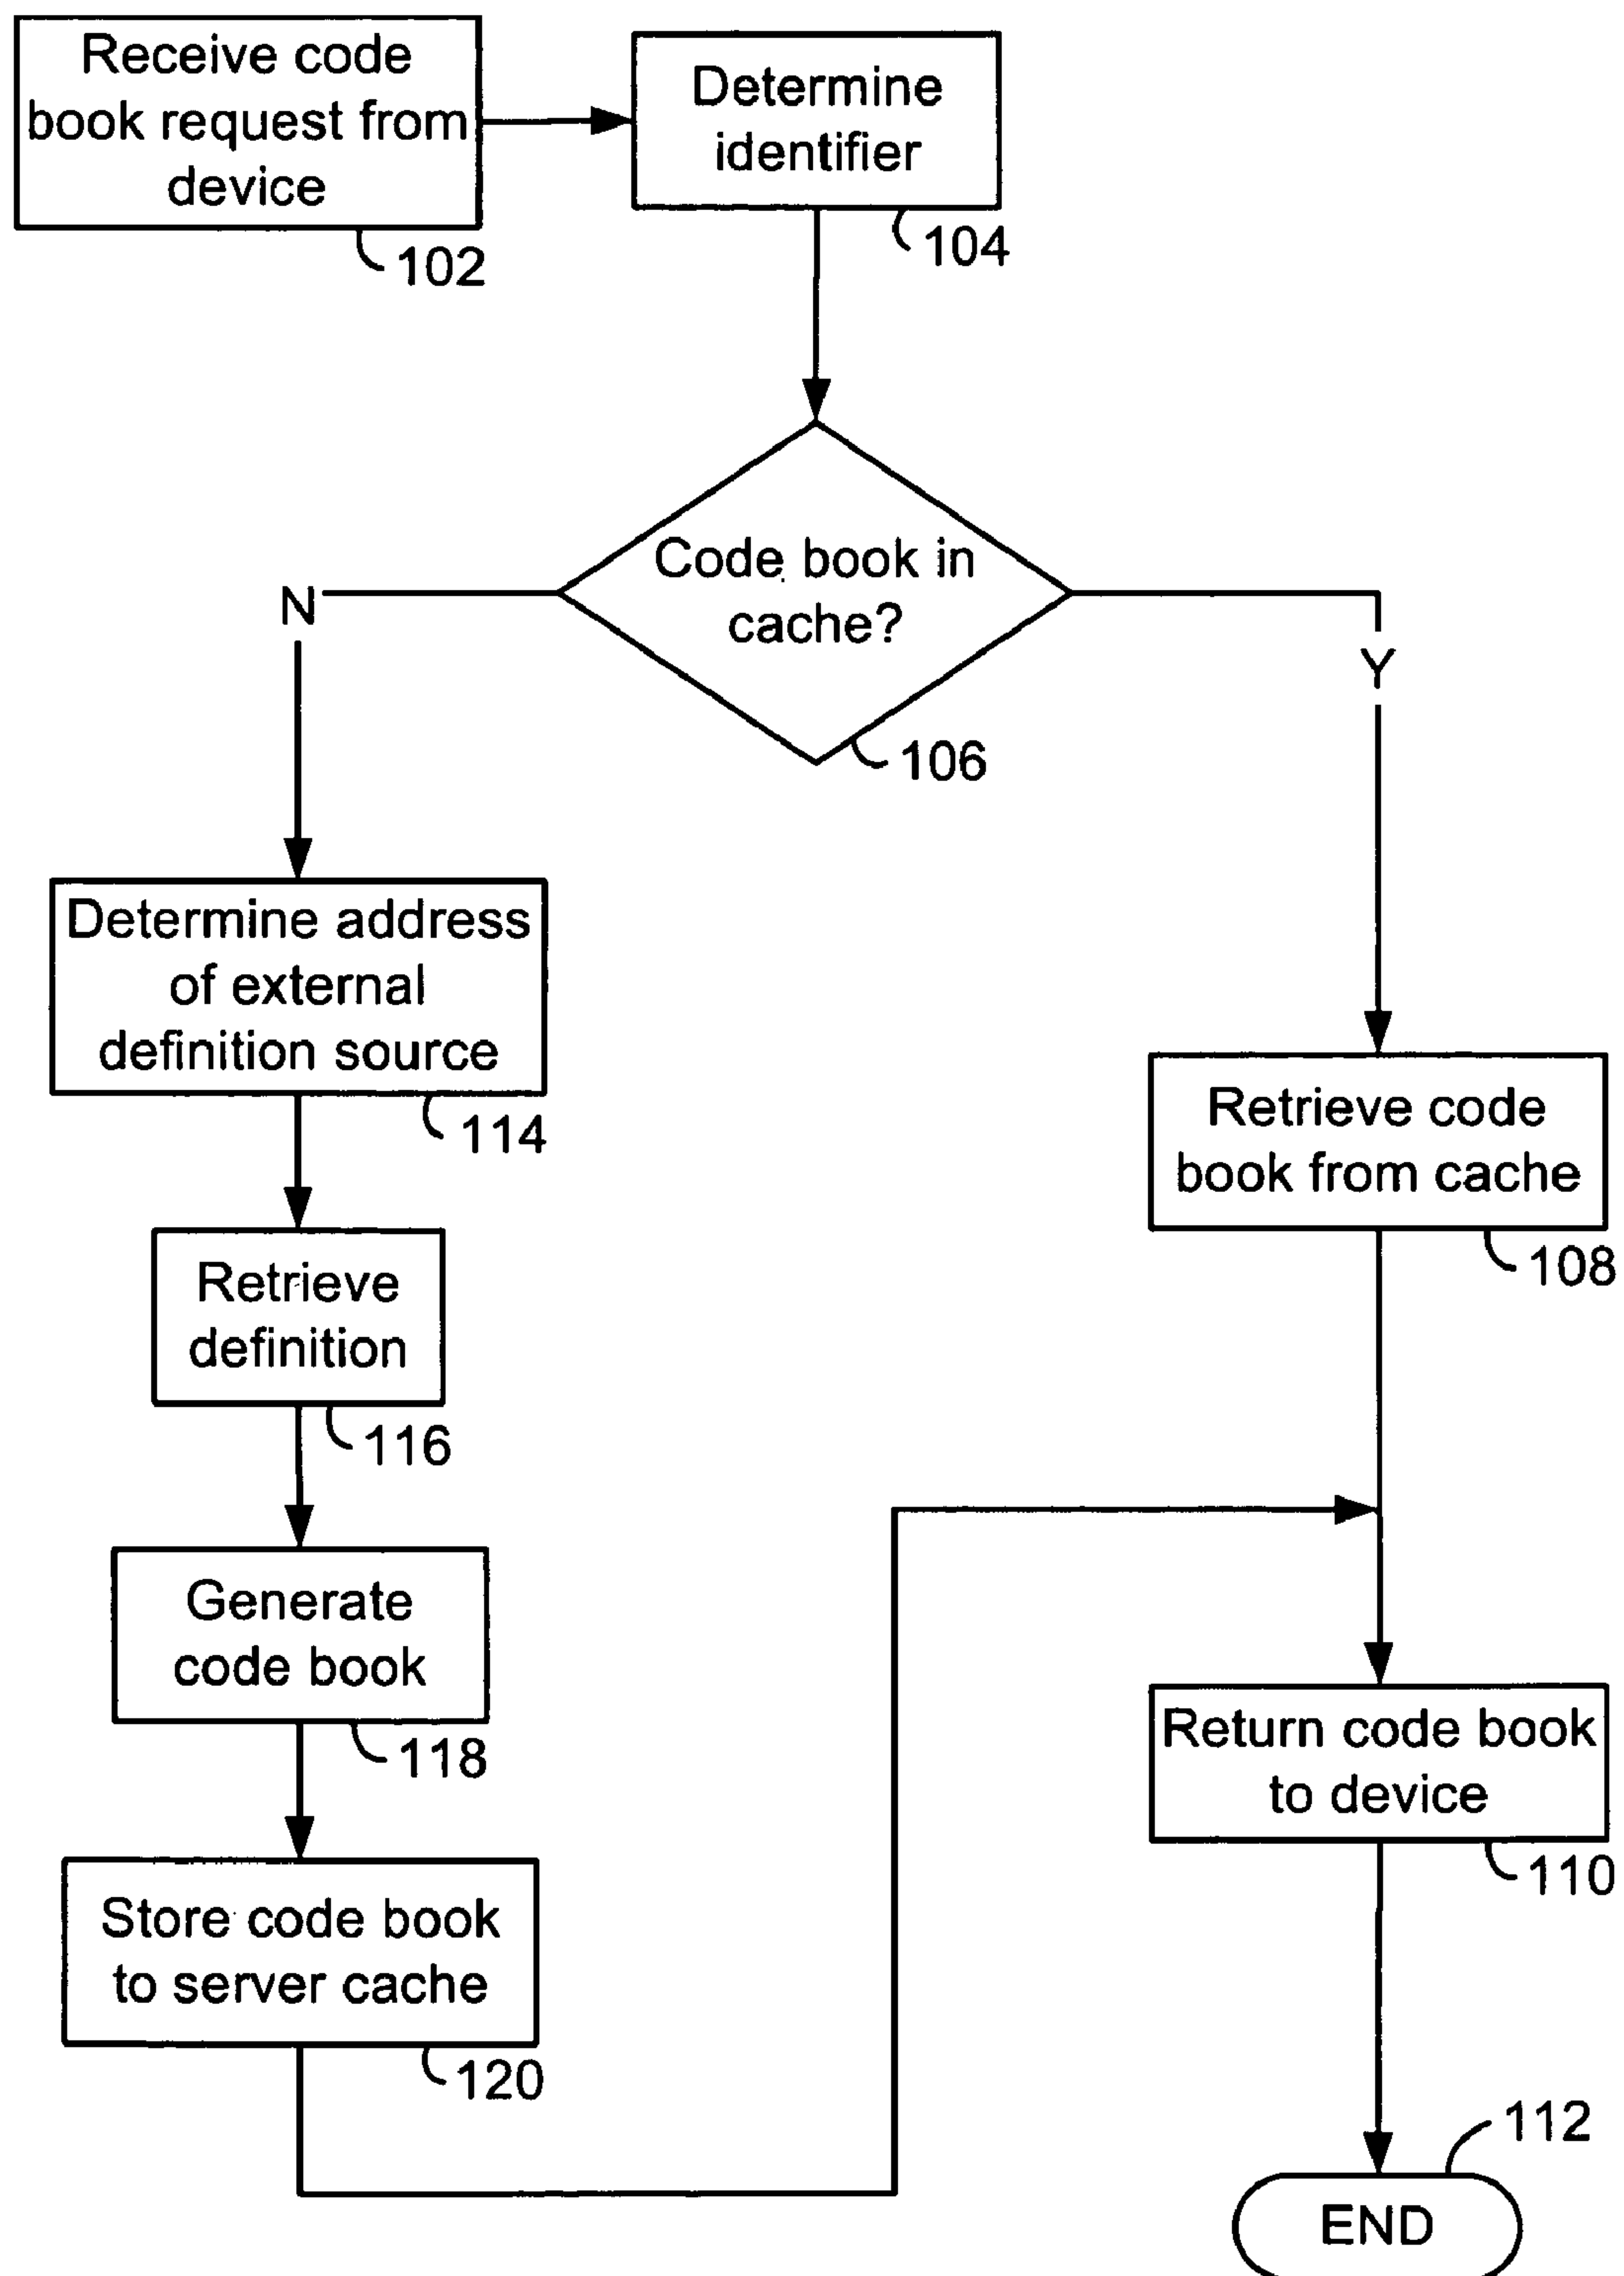 Receive code
book request from
device
102
Determine
identifier
104
Code book in
cache?
106
N
Y
Determine address
of external
definition source
114
Retrieve
definition
116
Generate
code book
118
Store code book
to server cache
120
Retrieve code
book from cache
108
Return code book
to device
110
112
END